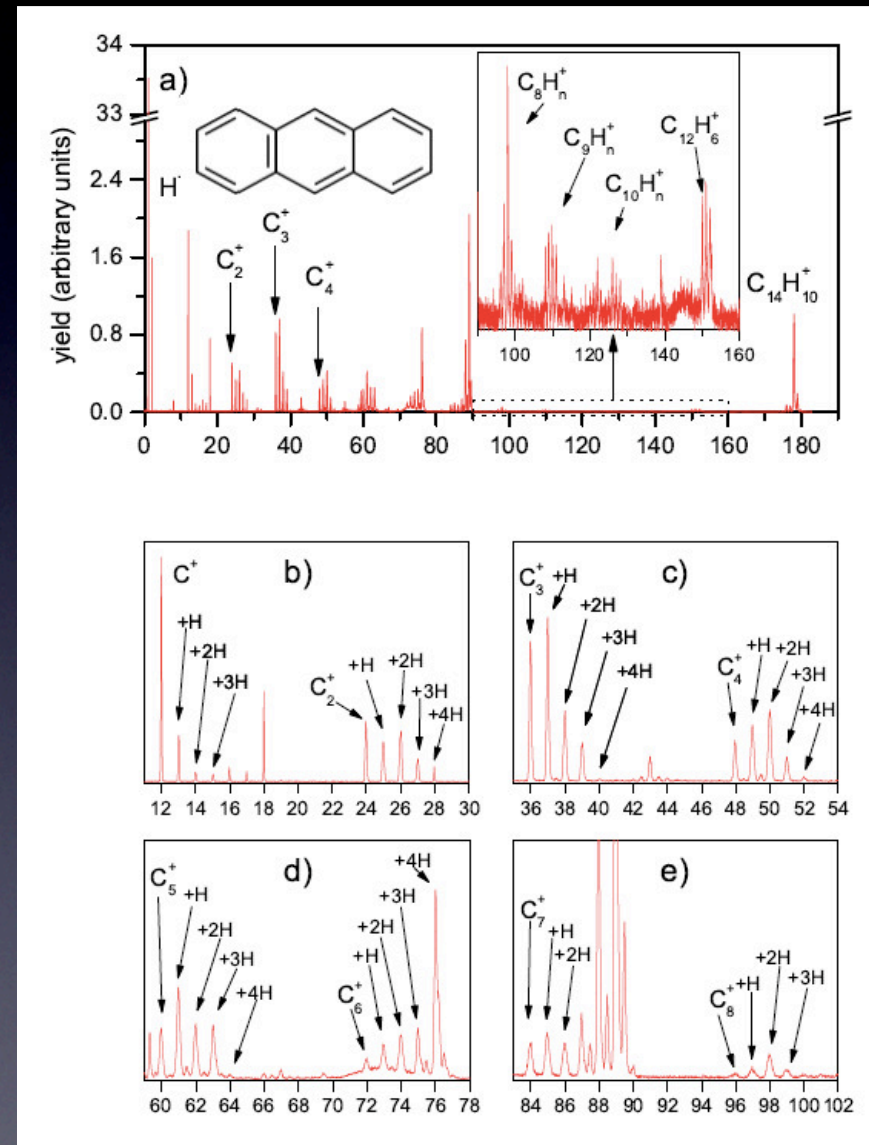 34
33
2.4
1.6
0.8
0.0
yield (arbitrary units)
a)
H·
C₂⁺
C₃⁺
C₄⁺
C₈Hₙ⁺
C₉Hₙ⁺
C₁₀Hₙ⁺
C₁₂H₆⁺
100 120 140 160
C₁₄H₁₀⁺
0 20 40 60 80 100 120 140 160 180
b)
C⁺
+H
+2H
+3H
C₂⁺
+H
+2H
+3H
+4H
12 14 16 18 20 22 24 26 28 30
c)
C₃⁺
+H
+2H
+3H
+4H
C₄⁺
+H
+2H
+3H
+4H
36 38 40 42 44 46 48 50 52 54
d)
C₅⁺
+H
+2H
+3H
+4H
C₆⁺
+H
+2H
+3H
+4H
60 62 64 66 68 70 72 74 76 78
e)
C₇⁺
+H
+2H
C₈⁺
+H
+2H
+3H
84 86 88 90 92 94 96 98 100 102